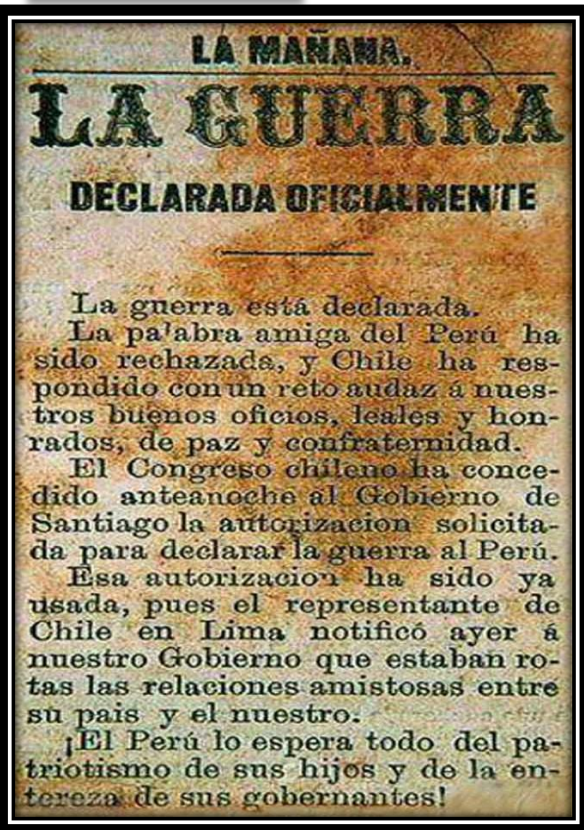 LA MAÑANA.
LA GUERRA
DECLARADA OFICIALMENTE
La guerra está declarada.
La pa'abra amiga del Perú ha
sido rechazada, y Chile ha res-
pondido con un reto audaz á nues-
tros buenos oficios, leales y hon-
rados, de paz y confraternidad.
El Congreso chileno ha conce-
dido anteanoche al Gobierno de
Santiago la autorizacion solicita-
da para declarar la guerra al Perú.
Esa autorizacion ha sido ya
usada, pues el representante de
Chile en Lima notificó ayer á
nuestro Gobierno que estaban ro-
tas las relaciones amistosas entre
su pais y el nuestro.
¡El Perú lo espera todo del pa-
triotismo de sus hijos y de la en-
tereza de sus gobernantes!